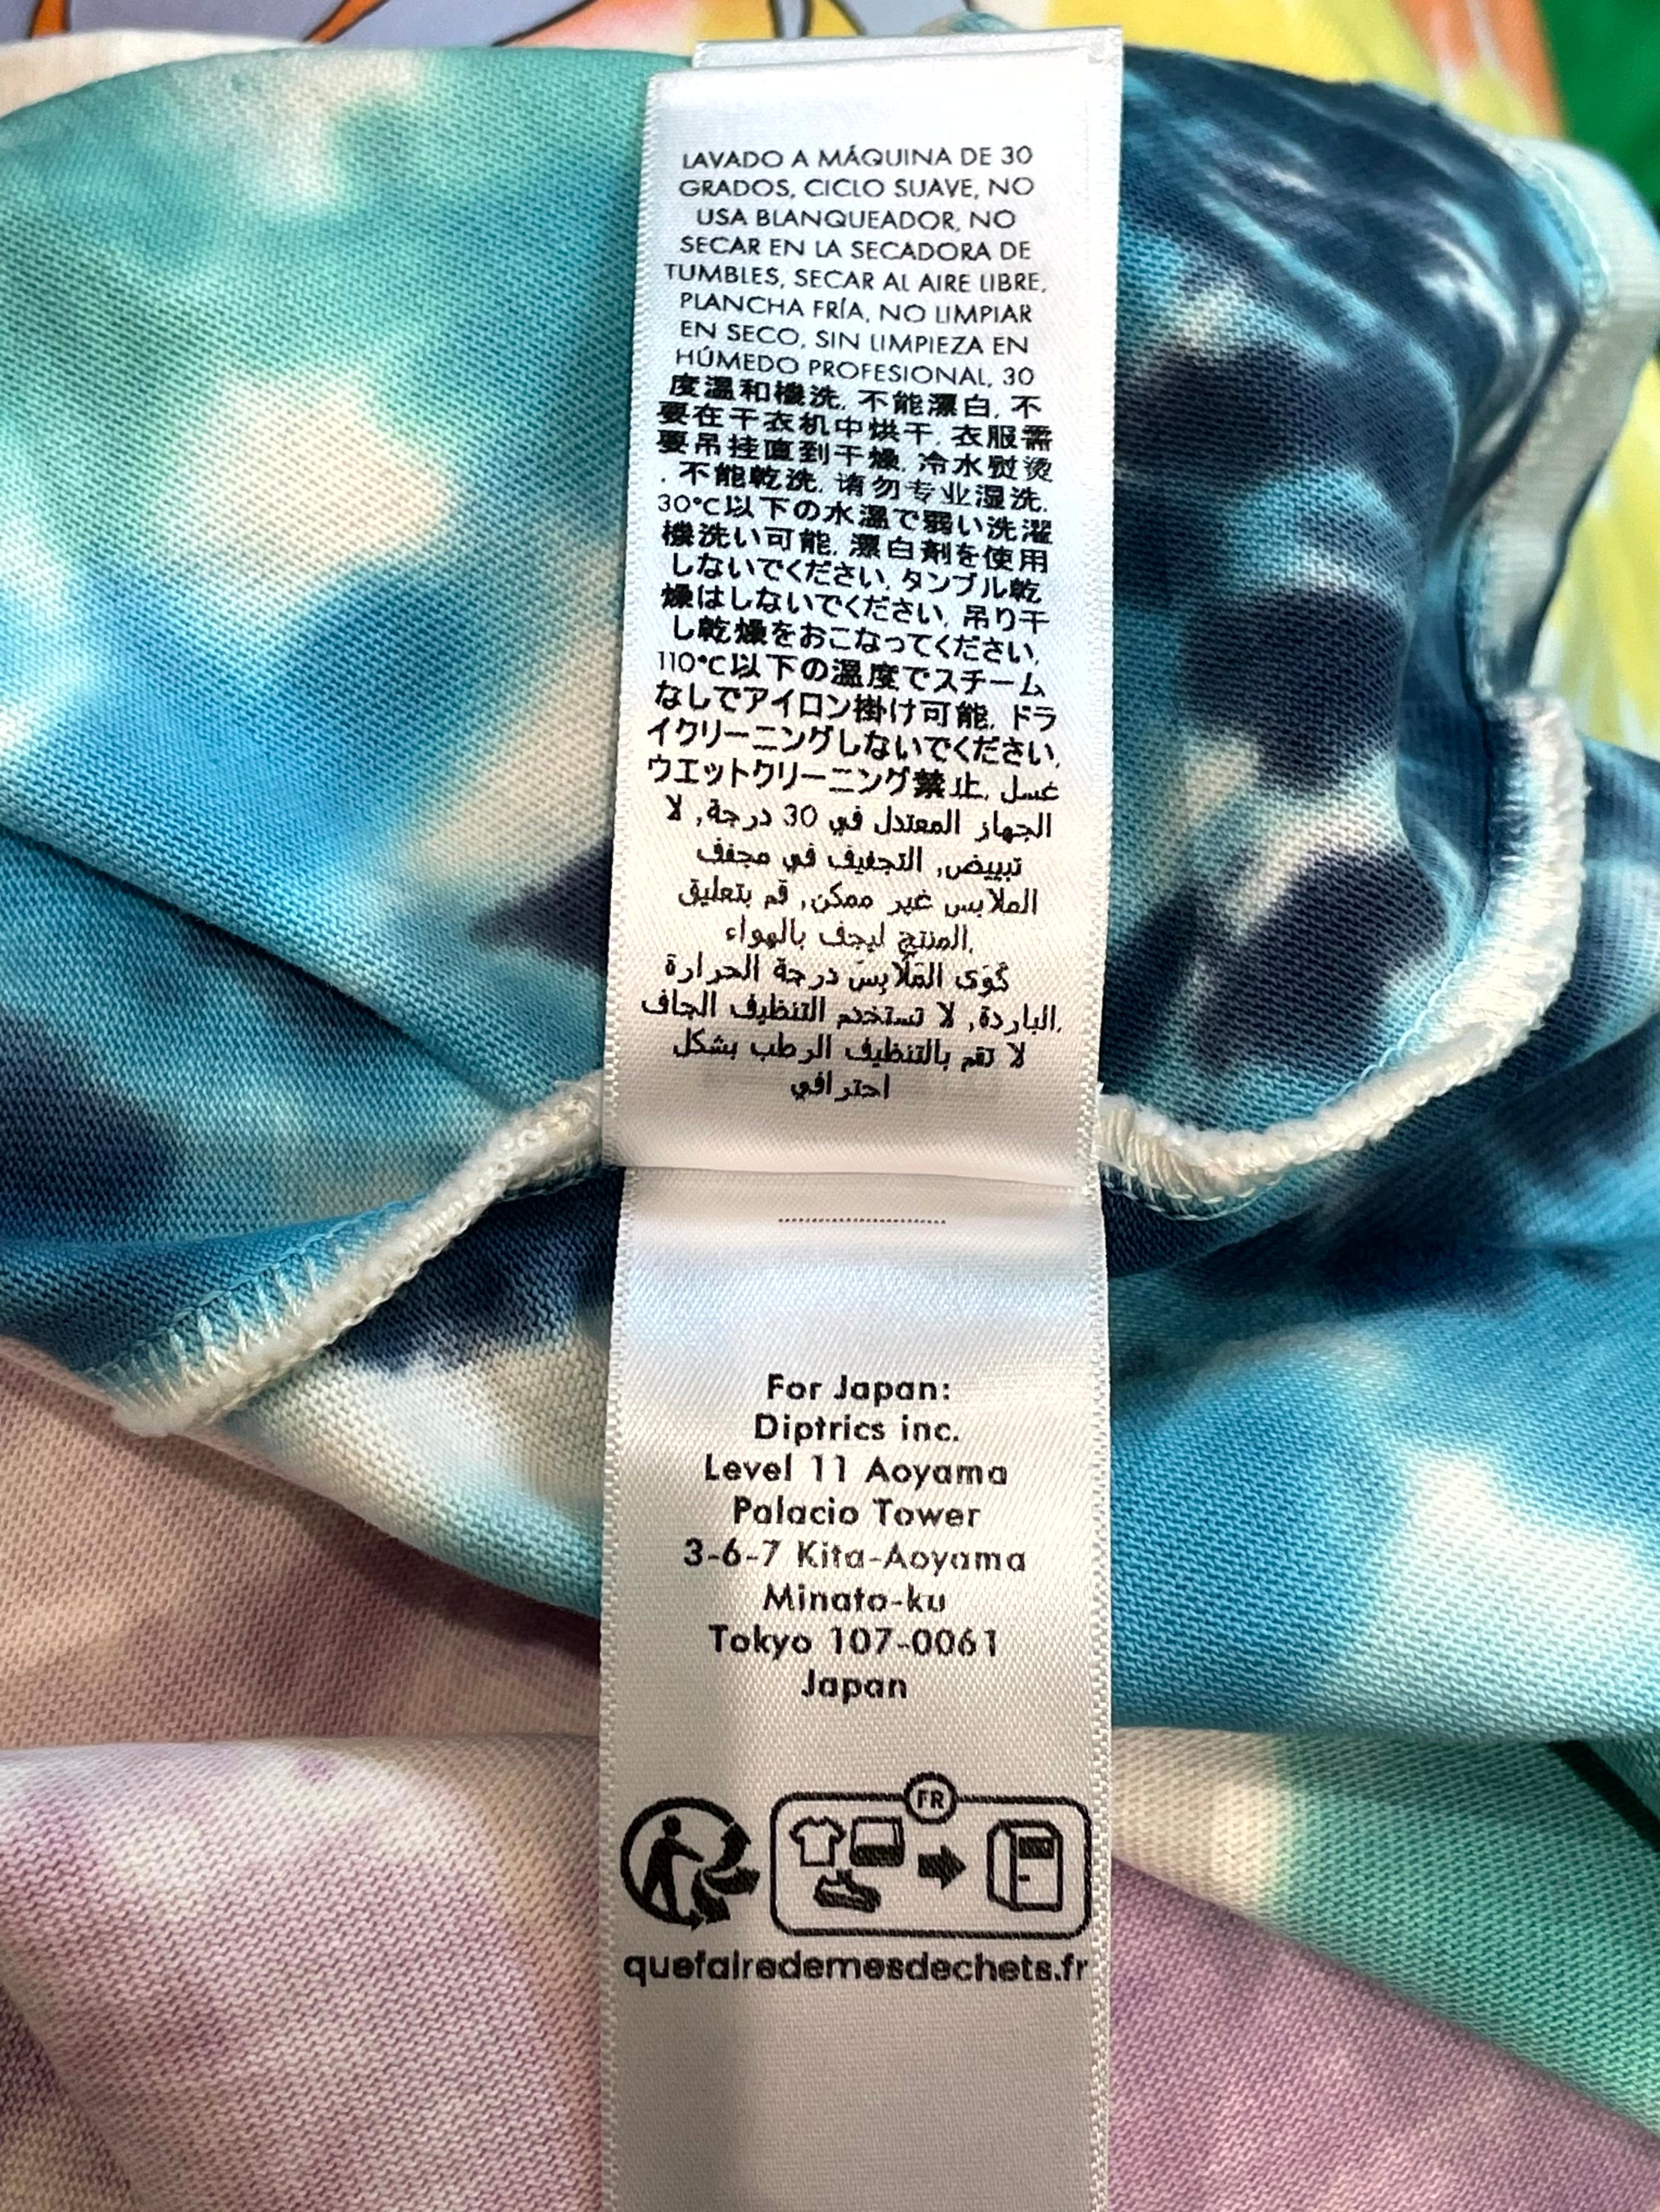 LAVADO A MÁQUINA DE 30
GRADOS, CICLO SUAVE, NO
USA BLANQUEADOR, NO
SECAR EN LA SECADORA DE
TUMBLES, SECAR AL AIRE LIBRE,
PLANCHA FRÍA, NO LIMPIAR
EN SECO, SIN LIMPIEZA EN
HÚMEDO PROFESIONAL, 30
度温和機洗, 不能漂白, 不
要在干衣机中烘干, 衣服需
要吊挂直到干燥, 冷水熨烫
, 不能乾洗, 请勿专业湿洗,
30°C以下の水温で弱い洗濯
機洗い可能, 漂白剤を使用
しないでください, タンブル乾
燥はしないでください, 吊り干
し乾燥をおこなってください,
110°C以下の温度でスチーム
なしでアイロン掛け可能, ドラ
イクリーニングしないでください,
ウエットクリーニング禁止, غسل
الجهاز المعتدل في 30 درجة, لا
تبييض, التجفيف في مجفف
الملابس غير ممكن, قم بتعليق
المنتج ليجف بالهواء,
كَوَى المَلَابِسَ درجة الحرارة
الباردة, لا تستخدم التنظيف الجاف,
لا تقم بالتنظيف الرطب بشكل
احترافي
For Japan:
Diptrics inc.
Level 11 Aoyama
Palacio Tower
3-6-7 Kita-Aoyama
Minato-ku
Tokyo 107-0061
Japan
FR
quefairedemesdechets.fr